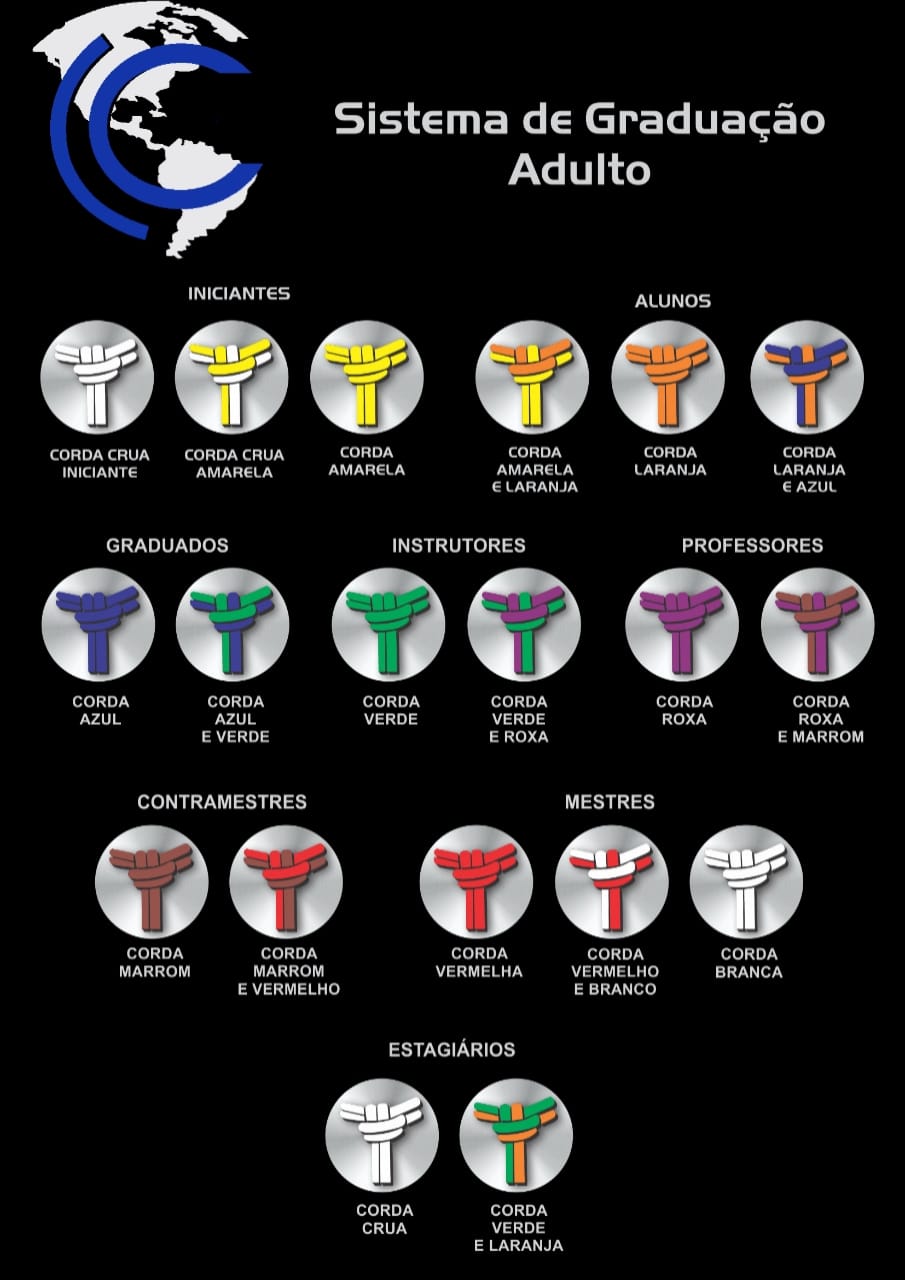 Sistema de Graduação
Adulto
INICIANTES
CORDA CRUA
INICIANTE
CORDA CRUA
AMARELA
CORDA
AMARELA
ALUNOS
CORDA
AMARELA
E LARANJA
CORDA
LARANJA
CORDA
LARANJA
E AZUL
GRADUADOS
CORDA
AZUL
CORDA
AZUL
E VERDE
INSTRUTORES
CORDA
VERDE
CORDA
VERDE
E ROXA
PROFESSORES
CORDA
ROXA
CORDA
ROXA
E MARROM
CONTRAMESTRES
CORDA
MARROM
CORDA
MARROM
E VERMELHO
MESTRES
CORDA
VERMELHA
CORDA
VERMELHO
E BRANCO
CORDA
BRANCA
ESTAGIÁRIOS
CORDA
CRUA
CORDA
VERDE
E LARANJA